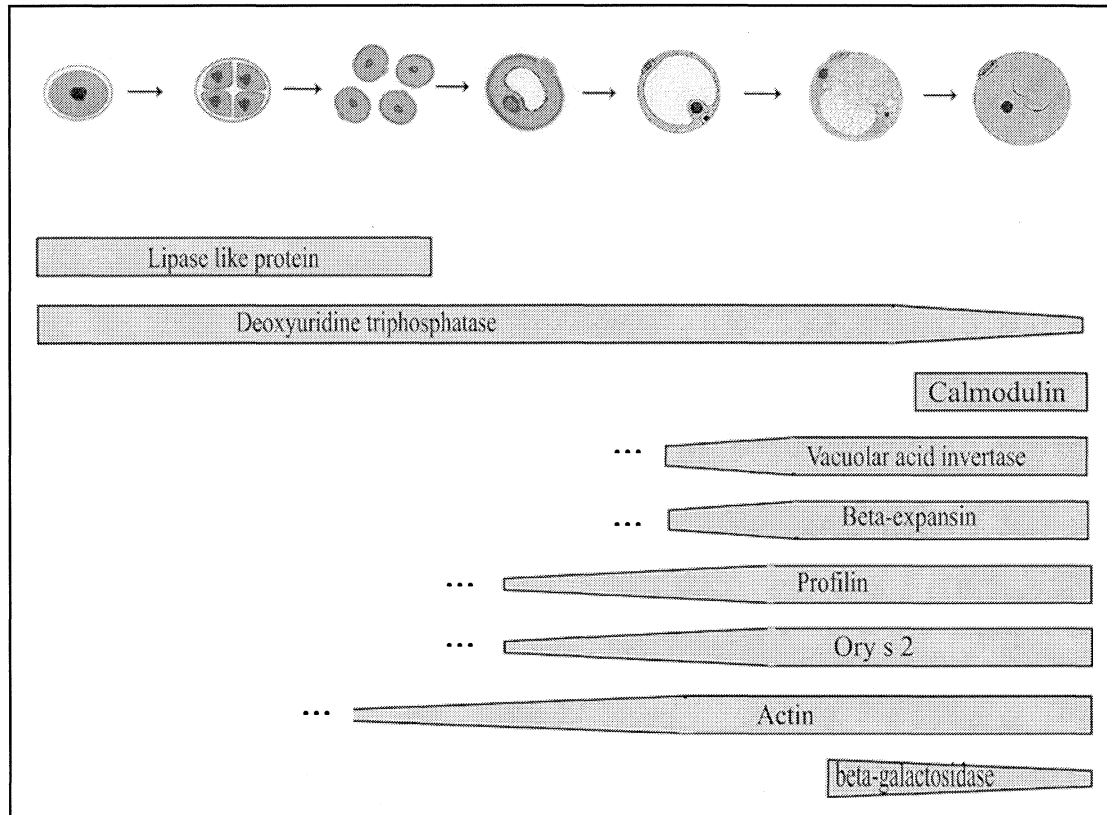 Lipase like protein
Deoxyuridine triphosphatase
Calmodulin
... Vacuolar acid invertase
... Beta-expansin
... Profilin
... Ory s 2
... Actin
beta-galactosidase